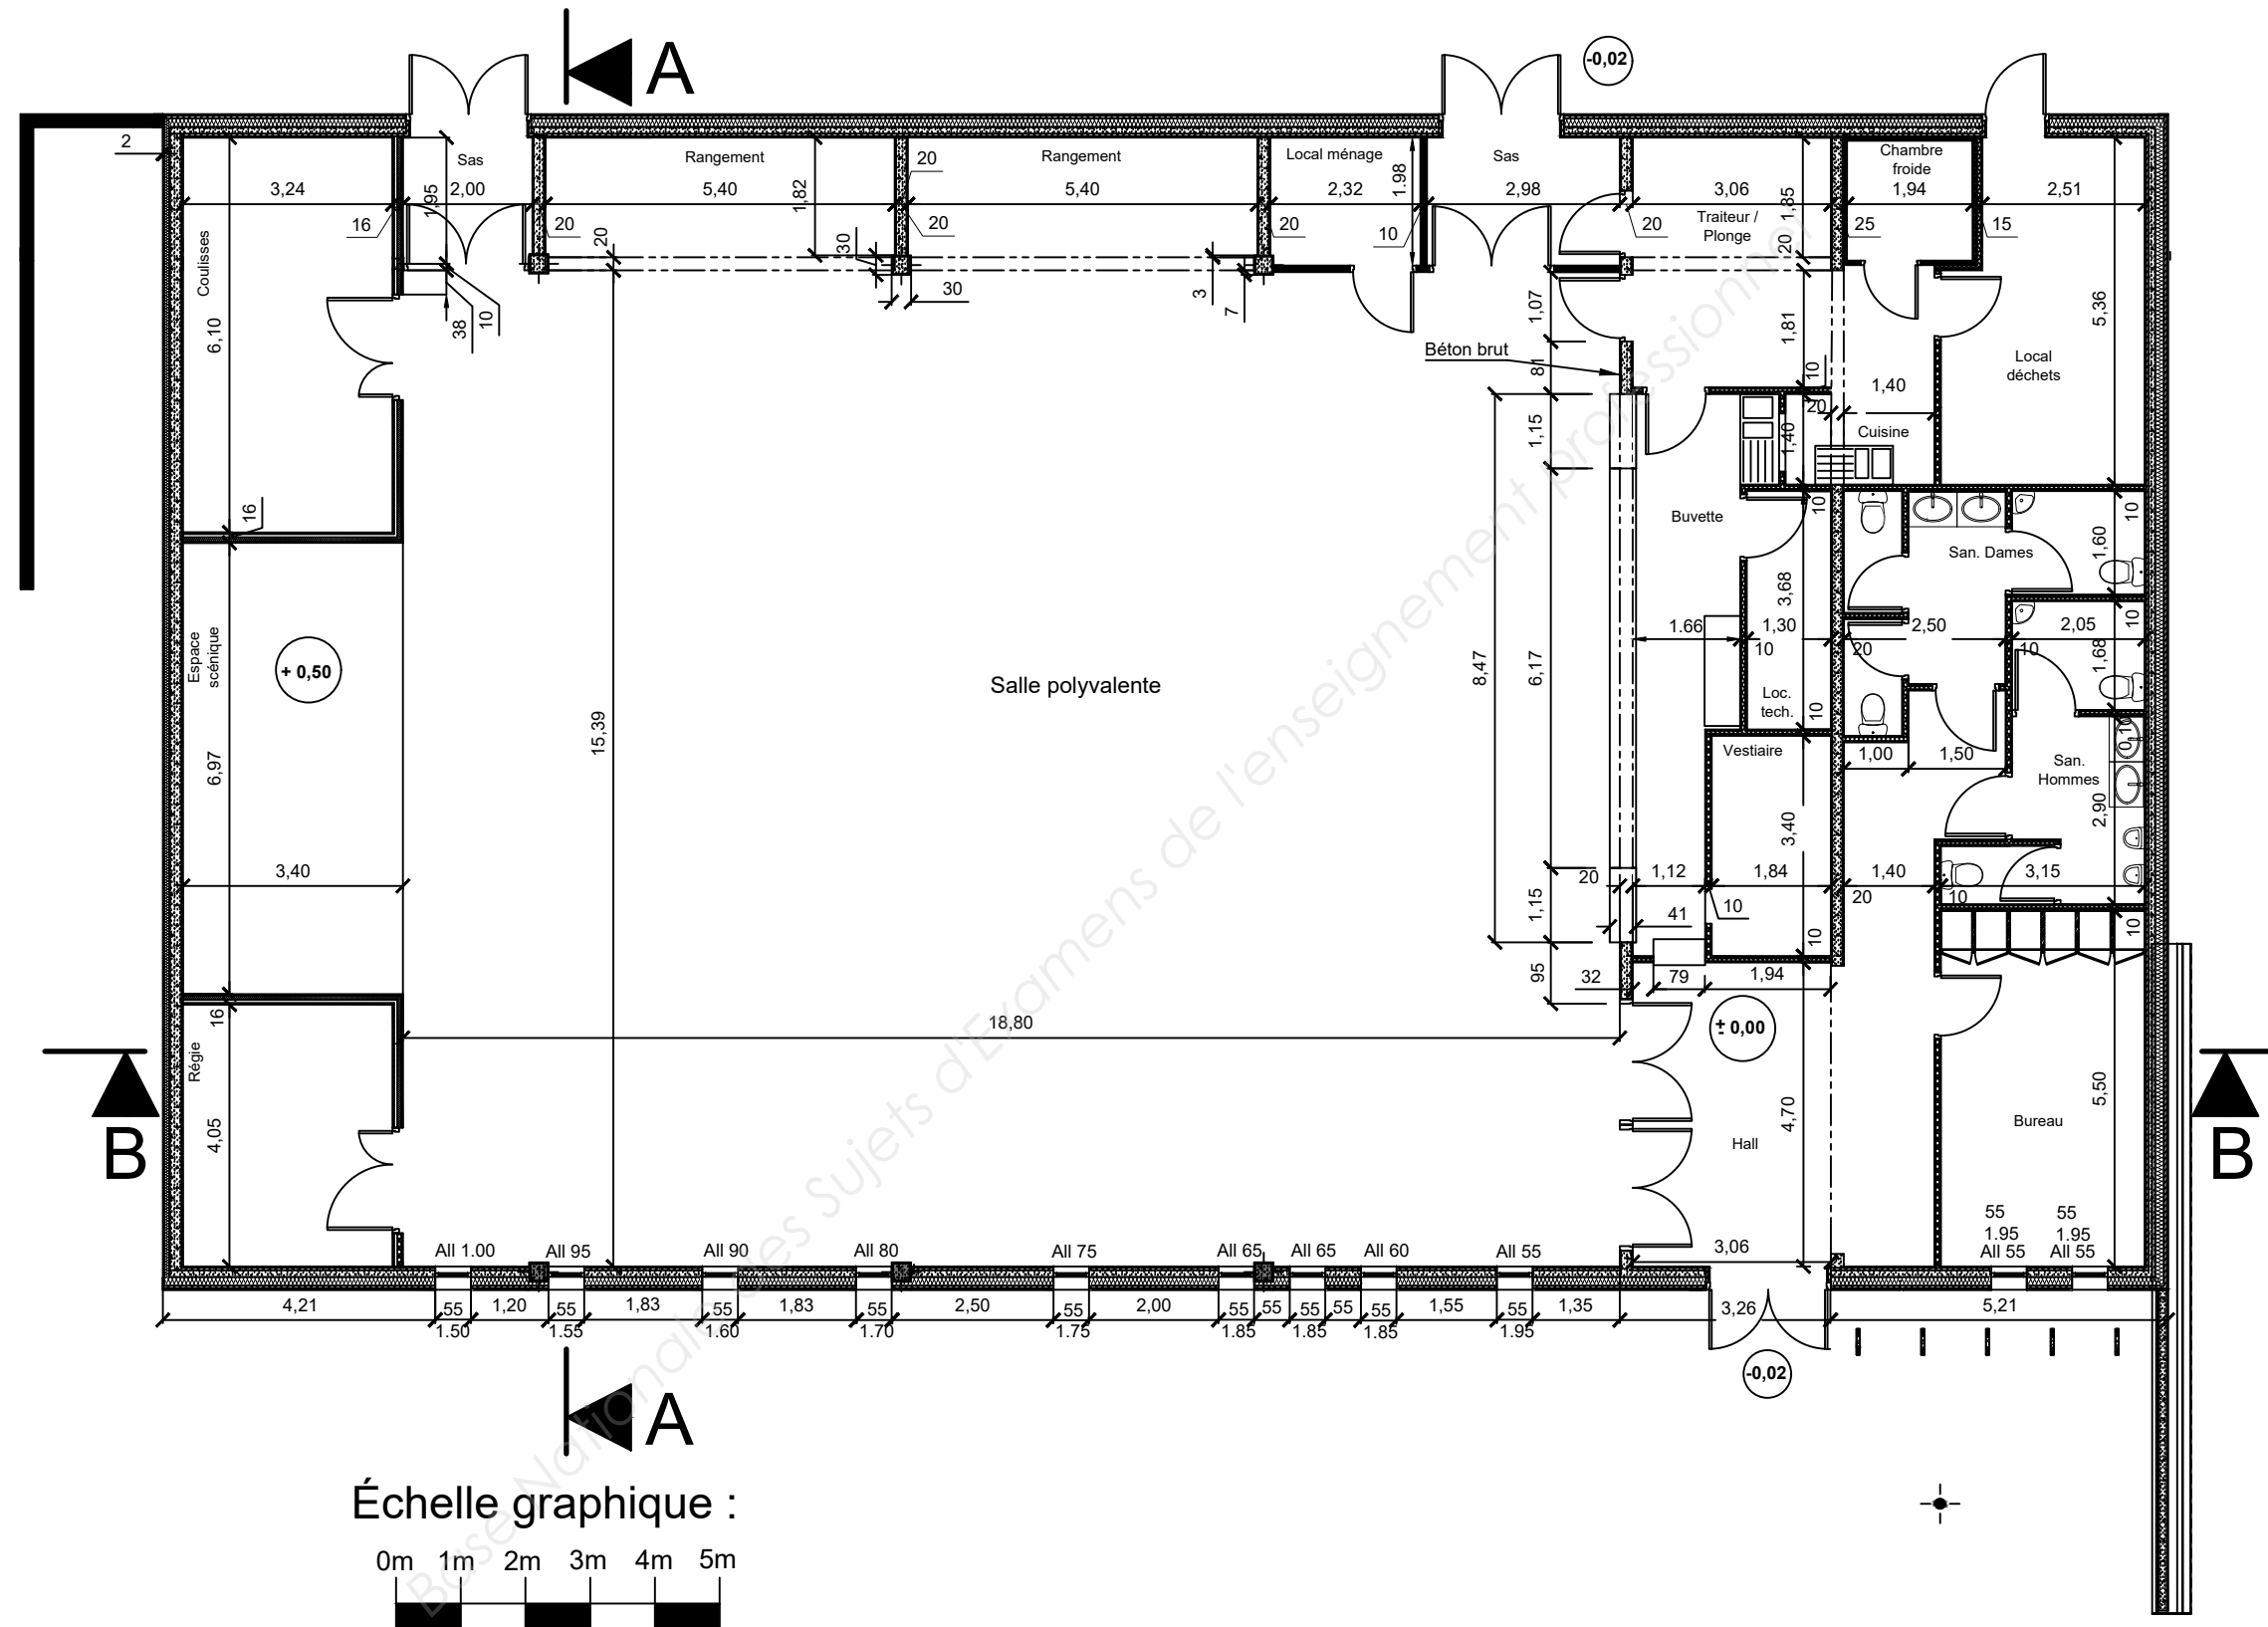 A
-0,02
2
Sas
Rangement
20
Rangement
Local ménage
Sas
Chambre
froide
3,24
1,95
2,00
5,40
1,82
5,40
2,32
1.98
2,98
3,06
1,85
1,94
2,51
16
20
20
30
20
20
10
20
Traiteur /
Plonge
20
25
15
Coulisses
6,10
38
10
30
3
7
1,07
Béton brut
81
1,81
10
1,40
Local
déchets
5,36
1,15
20
1,40
Cuisine
16
Buvette
10
10
San. Dames
1,60
Espace
scénique
+ 0,50
Salle polyvalente
8,47
6,17
1.66
3,68
1,30
10
20
2,50
10
2,05
10
1,68
Loc.
tech.
10
15,39
6,97
Vestiaire
1,00
1,50
San.
Hommes
0,10
2,90
3,40
3,40
20
1,12
1,84
1,40
3,15
20
10
1,15
41
10
10
10
95
32
79
1,94
16
18,80
± 0,00
Régie
4,05
B
4,70
Hall
5,50
Bureau
B
55
55
1.95
1.95
All 55
All 55
3,06
All 1.00
All 95
All 90
All 80
All 75
All 65
All 65
All 60
All 55
4,21
55
1,20
55
1,83
55
1,83
55
2,50
55
2,00
55
55
55
55
55
1,55
55
1,35
3,26
5,21
1.50
1.55
1.60
1.70
1.75
1.85
1.85
1.85
1.95
-0,02
A
Échelle graphique :
0m 1m 2m 3m 4m 5m
Base Nationale des Sujets d'Examens de l'enseignement professionnel